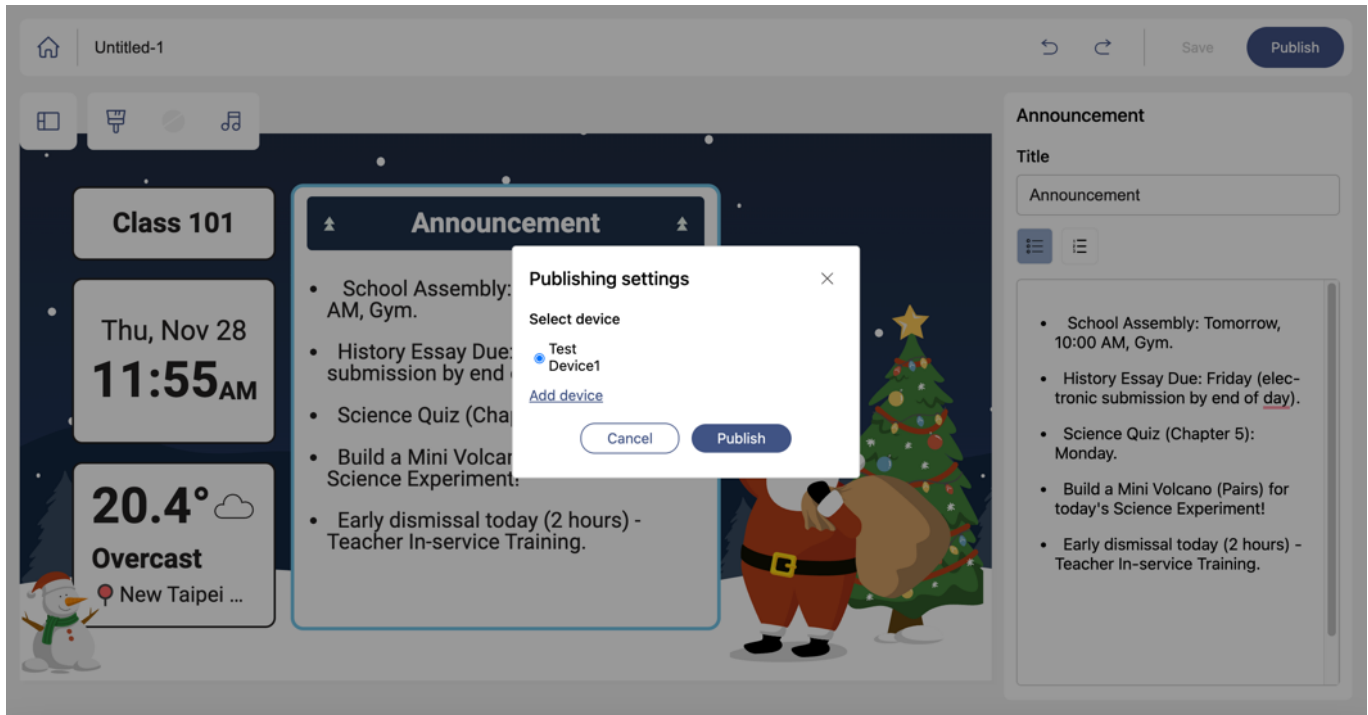 Untitled-1
Save
Publish
Class 101
Thu, Nov 28
11:55AM
20.4°
Overcast
New Taipei ...
Announcement
• School Assembly:
AM, Gym.
• History Essay Due:
submission by end
• Science Quiz (Chap
• Build a Mini Volcan
Science Experiment!
• Early dismissal today (2 hours) -
Teacher In-service Training.
Publishing settings
Select device
Test
Device1
Add device
Cancel
Publish
Announcement
Title
Announcement
• School Assembly: Tomorrow,
10:00 AM, Gym.
• History Essay Due: Friday (elec-
tronic submission by end of day).
• Science Quiz (Chapter 5):
Monday.
• Build a Mini Volcano (Pairs) for
today's Science Experiment!
• Early dismissal today (2 hours) -
Teacher In-service Training.